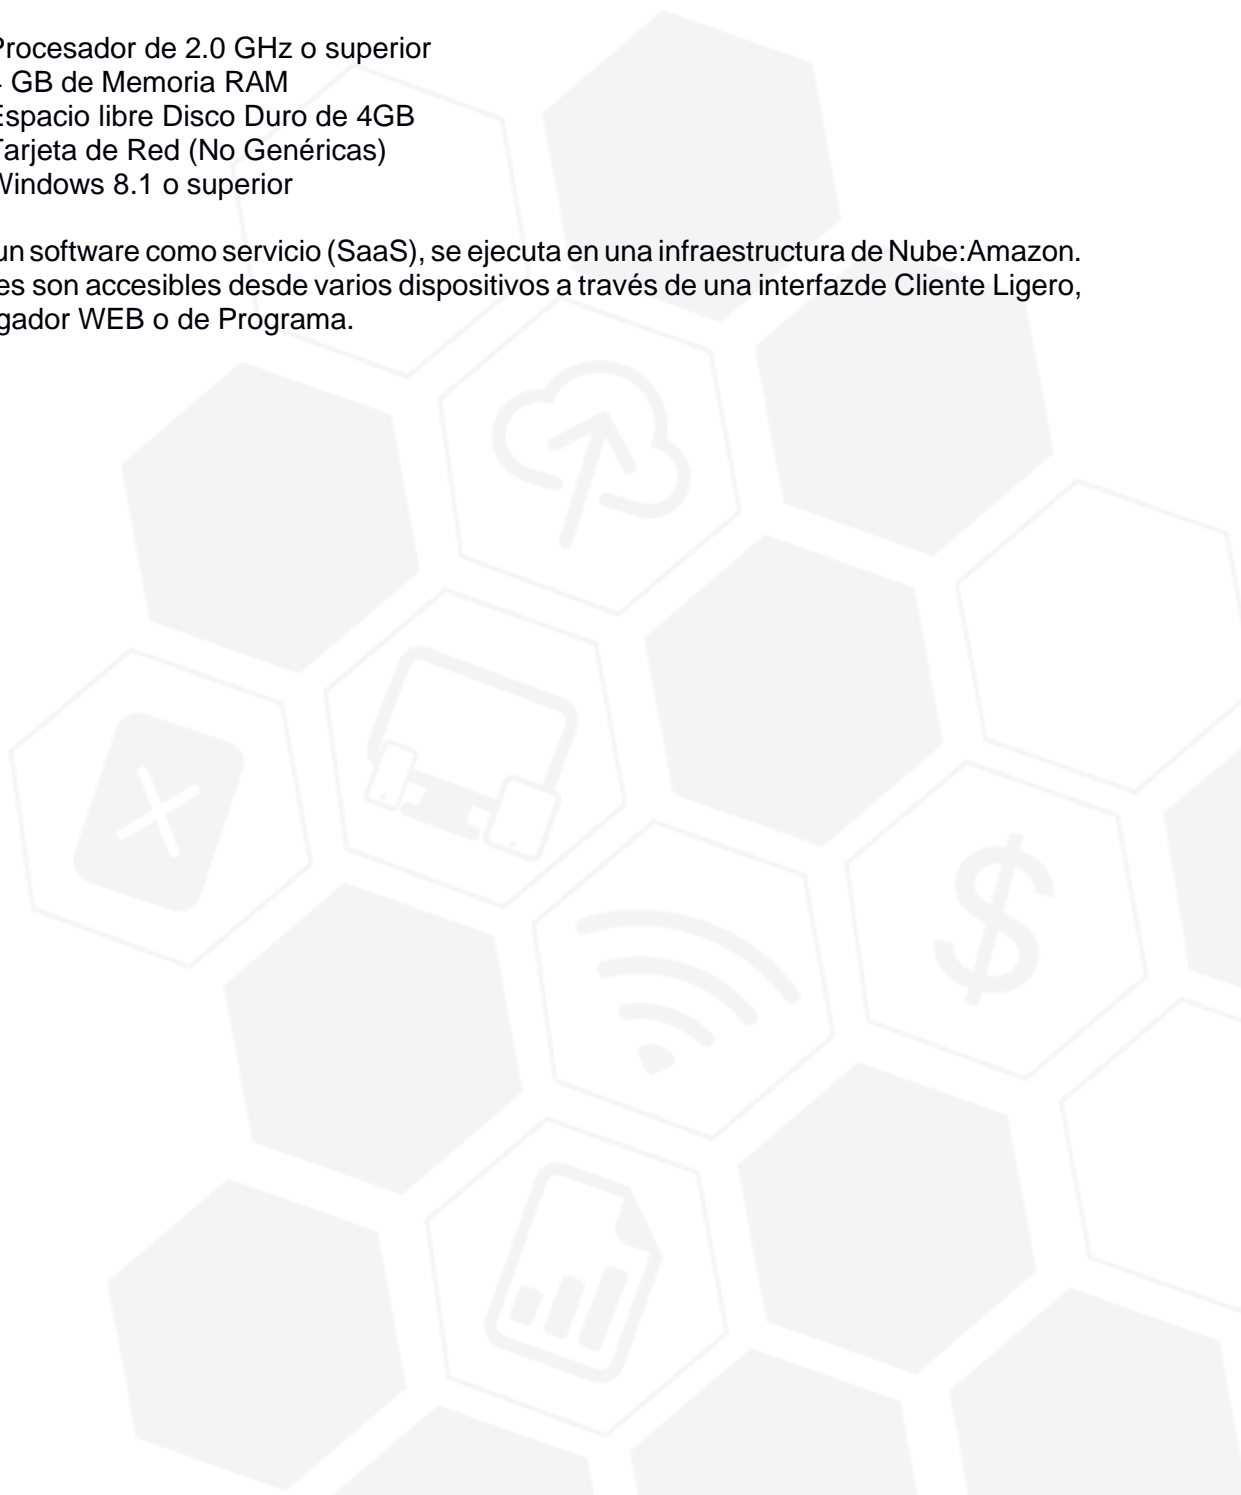 Procesador de 2.0 GHz o superior
GB de Memoria RAM
Espacio libre Disco Duro de 4GB
Tarjeta de Red (No Genéricas)
Windows 8.1 o superior
un software como servicio (SaaS), se ejecuta en una infraestructura de Nube:Amazon.
es son accesibles desde varios dispositivos a través de una interfazde Cliente Ligero,
gador WEB o de Programa.
$